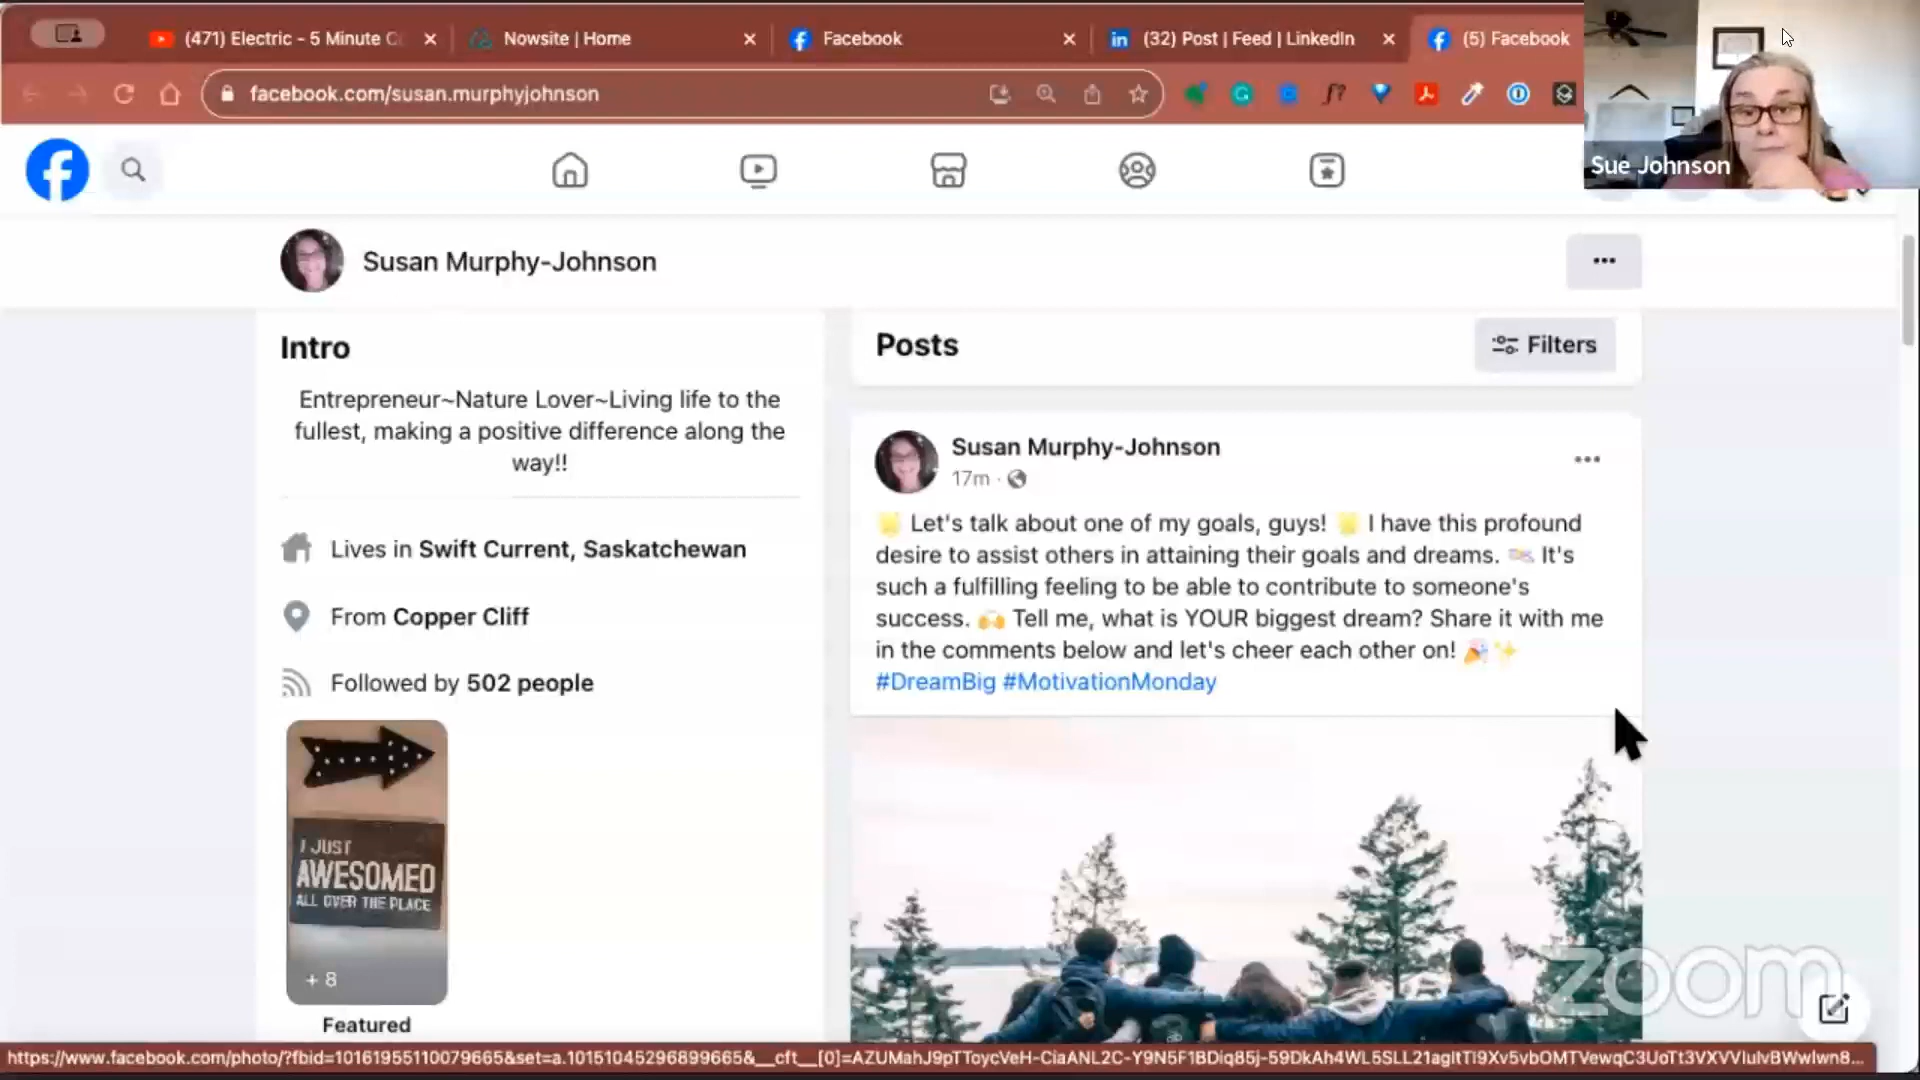 (471) Electric - 5 Minute C
Nowsite | Home
Facebook
(32) Post | Feed | LinkedIn
(5) Facebook
facebook.com/susan.murphyjohnson
Sue Johnson
Susan Murphy-Johnson
Intro
Entrepreneur~Nature Lover~Living life to the
fullest, making a positive difference along the
way!!
Lives in Swift Current, Saskatchewan
From Copper Cliff
Followed by 502 people
I JUST
AWESOMED
ALL OVER THE PLACE
+ 8
Featured
Posts
Filters
Susan Murphy-Johnson
17m ·
Let's talk about one of my goals, guys! I have this profound
desire to assist others in attaining their goals and dreams. It's
such a fulfilling feeling to be able to contribute to someone's
success. Tell me, what is YOUR biggest dream? Share it with me
in the comments below and let's cheer each other on!
#DreamBig #MotivationMonday
zoom